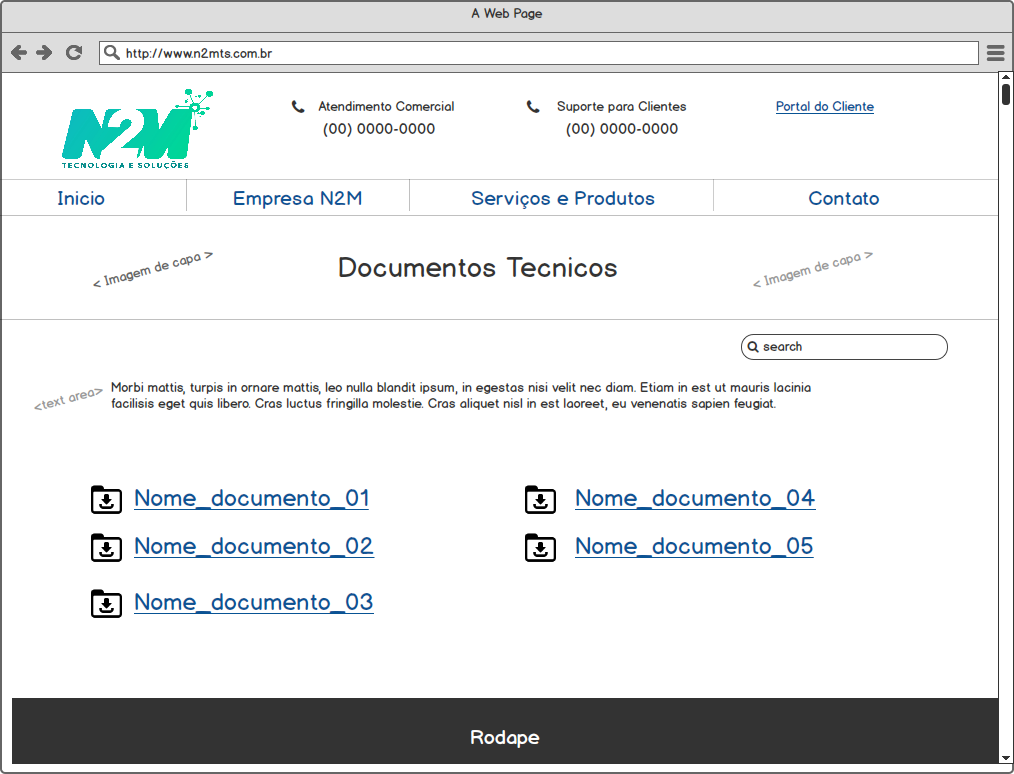 A Web Page
http://www.n2mts.com.br
N2M
TECNOLOGIA E SOLUÇÕES
Atendimento Comercial
(00) 0000-0000
Suporte para Clientes
(00) 0000-0000
Portal do Cliente
Inicio
Empresa N2M
Serviços e Produtos
Contato
< Imagem de capa >
Documentos Tecnicos
< Imagem de capa >
search
<text area>
Morbi mattis, turpis in ornare mattis, leo nulla blandit ipsum, in egestas nisi velit nec diam. Etiam in est ut mauris lacinia
facilisis eget quis libero. Cras luctus fringilla molestie. Cras aliquet nisl in est laoreet, eu venenatis sapien feugiat.
Nome_documento_01
Nome_documento_04
Nome_documento_02
Nome_documento_05
Nome_documento_03
Rodape